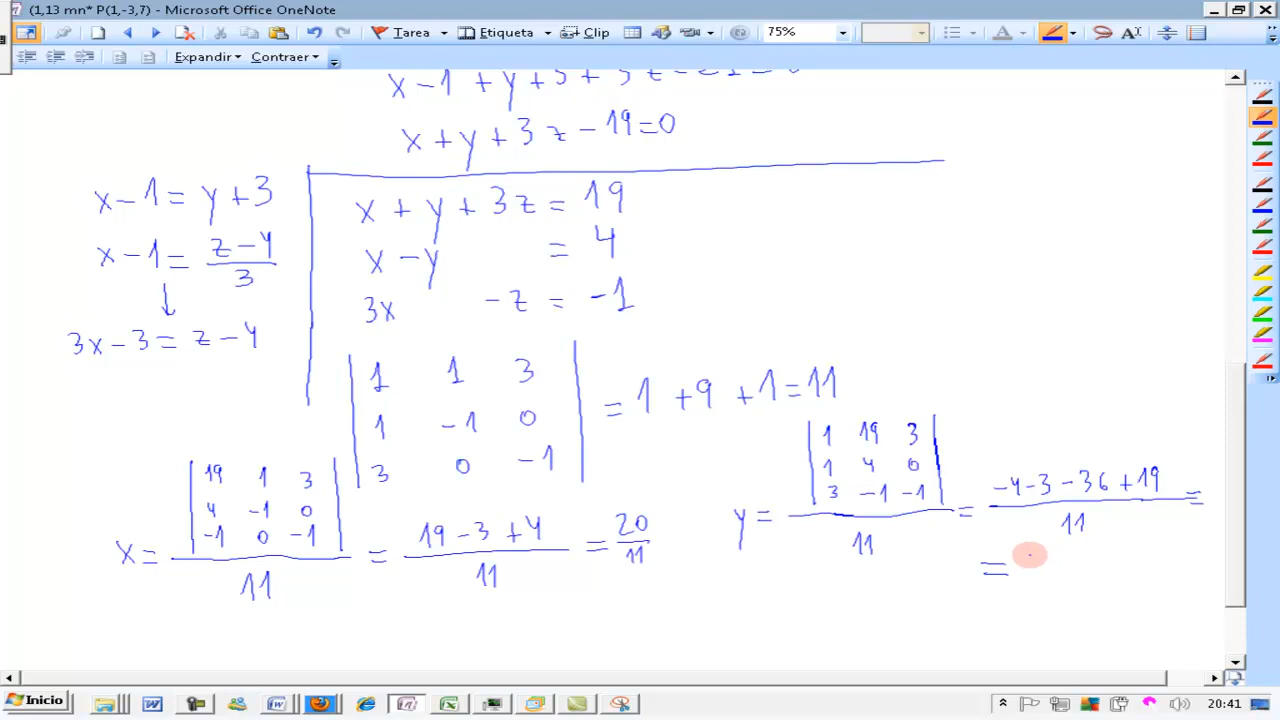 (1,13 mn* P(1,-3,7) - Microsoft Office OneNote
Tarea Etiqueta Clip 75%
Expandir Contraer
x+y+3z-19=0
x-1=y+3
x-1=\frac{z-4}{3}
3x-3=z-4
x+y+3z=19
x-y=4
3x-z=-1
| 1 1 3 |
| 1 -1 0 | =1+9+1=11
| 3 0 -1 |
| 19 1 3 |
| 4 -1 0 |
| -1 0 -1 |
x= 11 = \frac{19-3+4}{11} = \frac{20}{11}
| 1 19 3 |
| 1 4 0 |
| 3 -1 -1 |
y= 11 = \frac{-4-3-36+19}{11} =
=
Inicio 20:41